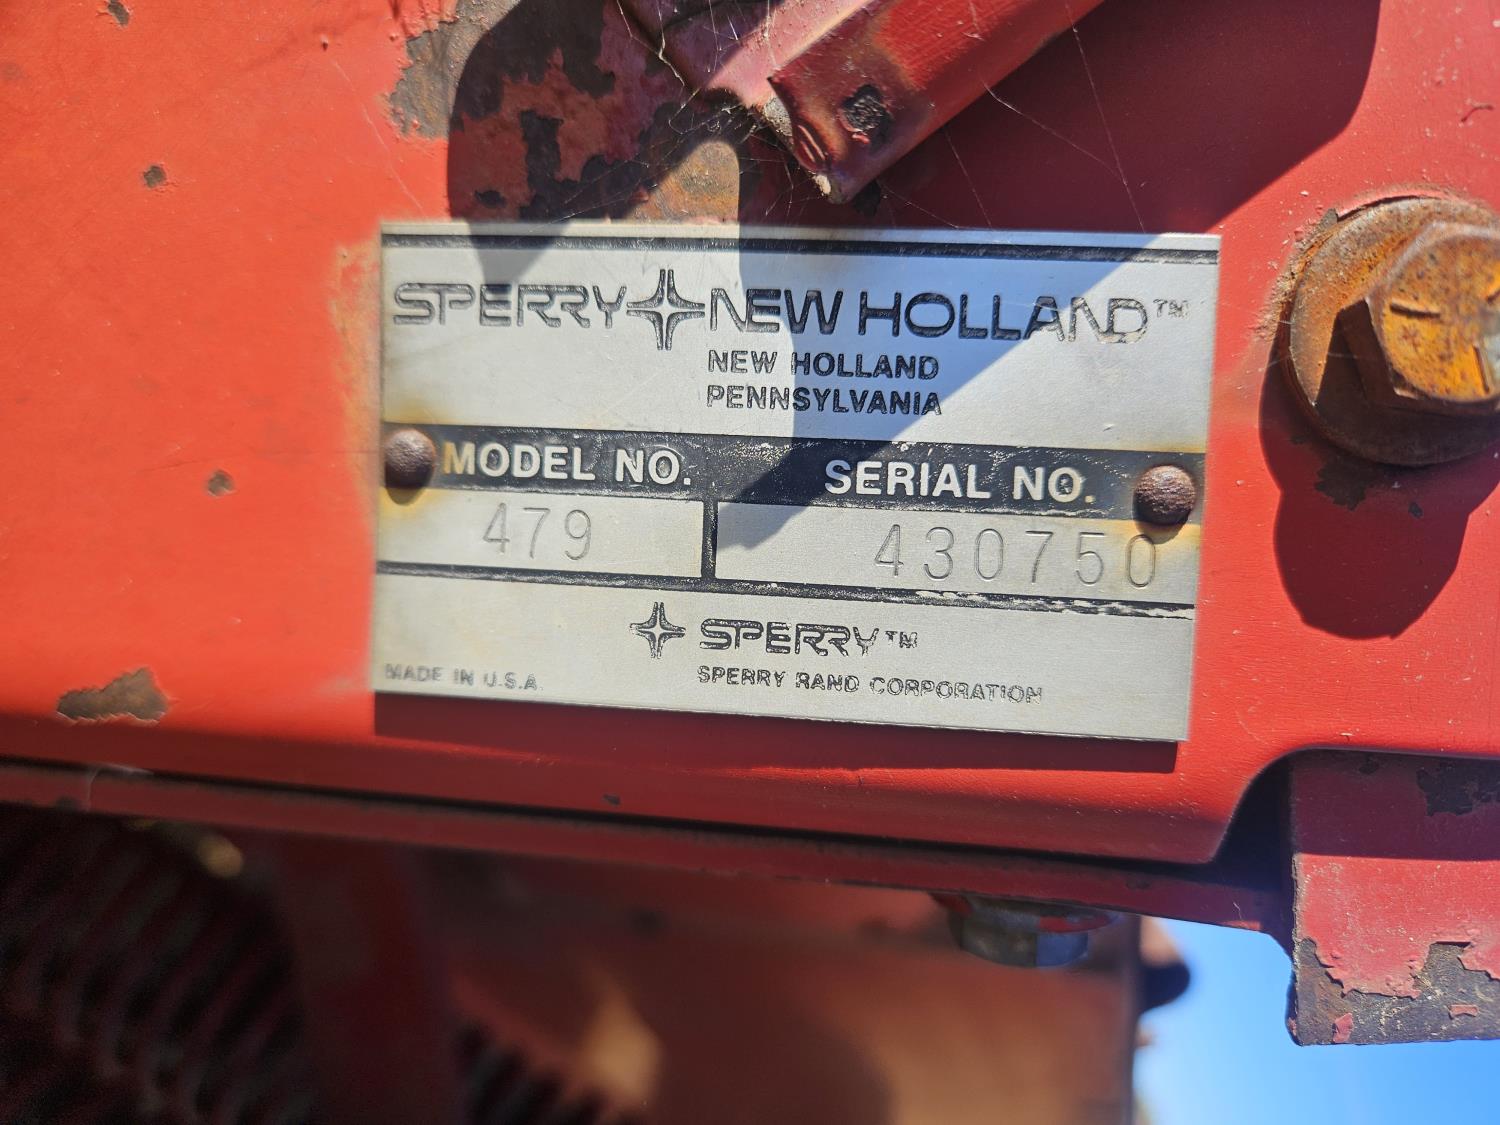 SPERRY NEW HOLLAND™
NEW HOLLAND
PENNSYLVANIA
MODEL NO. SERIAL NO.
479 430750
SPERRY™
MADE IN U.S.A. SPERRY RAND CORPORATION